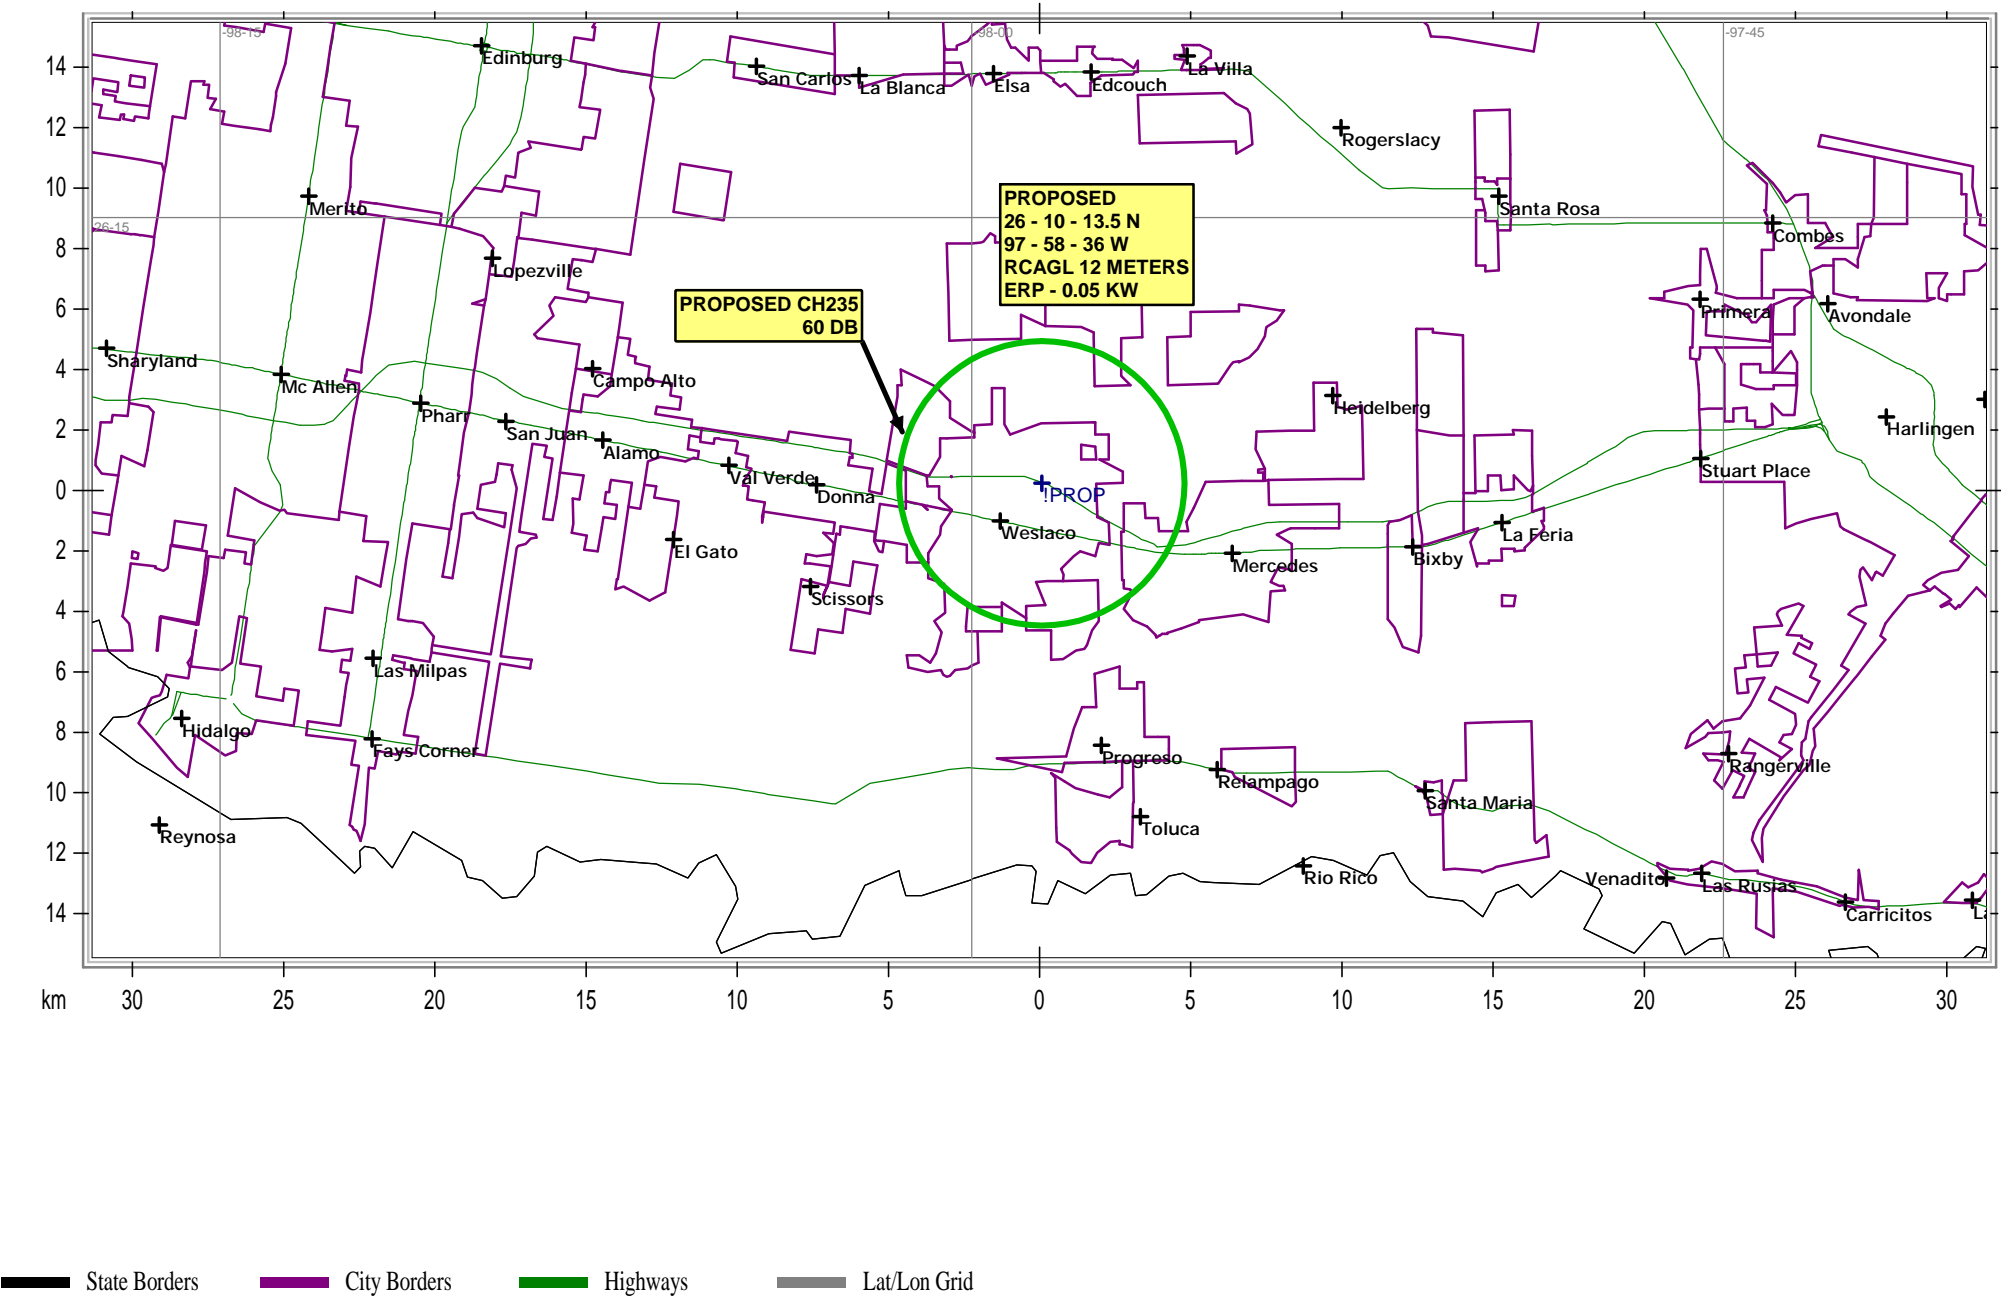 -98-15
-98-00
-97-45
Edinburg
San Carlos
La Blanca
Elsa
Edcouch
La Villa
14
12
Rogerslacy
10
Merito
Santa Rosa
26-15
PROPOSED
26 - 10 - 13.5 N
97 - 58 - 36 W
RCAGL 12 METERS
ERP - 0.05 KW
Combes
8
Lopezville
PROPOSED CH235
60 DB
6
Primera
Avondale
Sharyland
4
Mc Allen
Campo Alto
Pharr
Heidelberg
2
San Juan
Alamo
Harlingen
Val Verde
Stuart Place
0
Donna
!PROP
Weslaco
La Feria
2
El Gato
Mercedes
Bixby
Scissors
4
6
Las Milpas
8
Hidalgo
Fays Corner
Progreso
Relampago
Rangerville
10
Santa Maria
Reynosa
Toluca
12
Rio Rico
Venadito
Las Rusias
14
Carricitos
km
30
25
20
15
10
5
0
5
10
15
20
25
30
State Borders
City Borders
Highways
Lat/Lon Grid